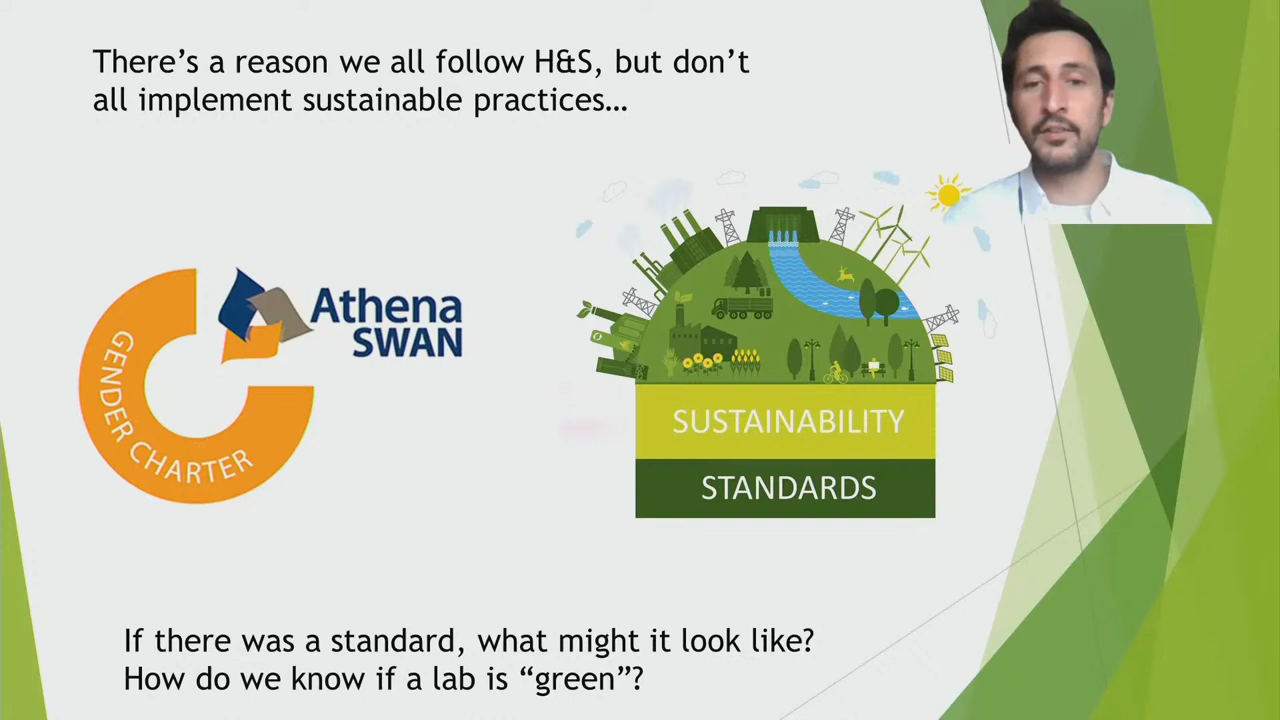 There’s a reason we all follow H&S, but don’t
all implement sustainable practices…
Athena
SWAN
GENDER CHARTER
SUSTAINABILITY
STANDARDS
If there was a standard, what might it look like?
How do we know if a lab is “green”?